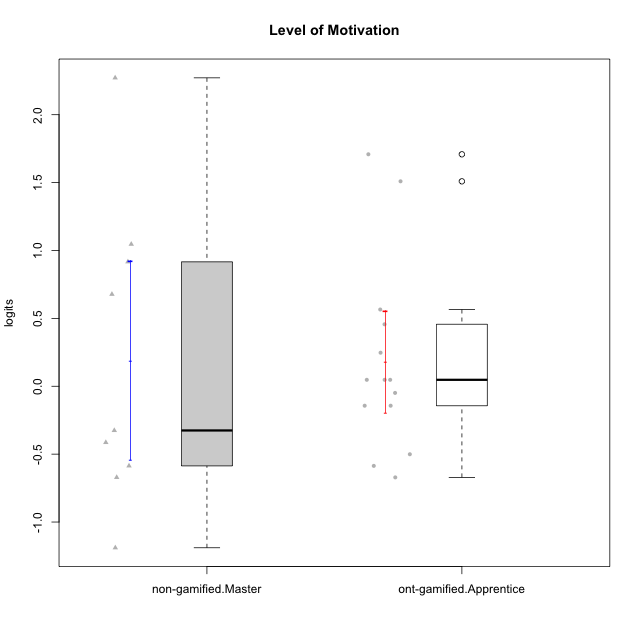 Level of Motivation
logits
2.0
1.5
1.0
0.5
0.0
-0.5
-1.0
non-gamified.Master
ont-gamified.Apprentice